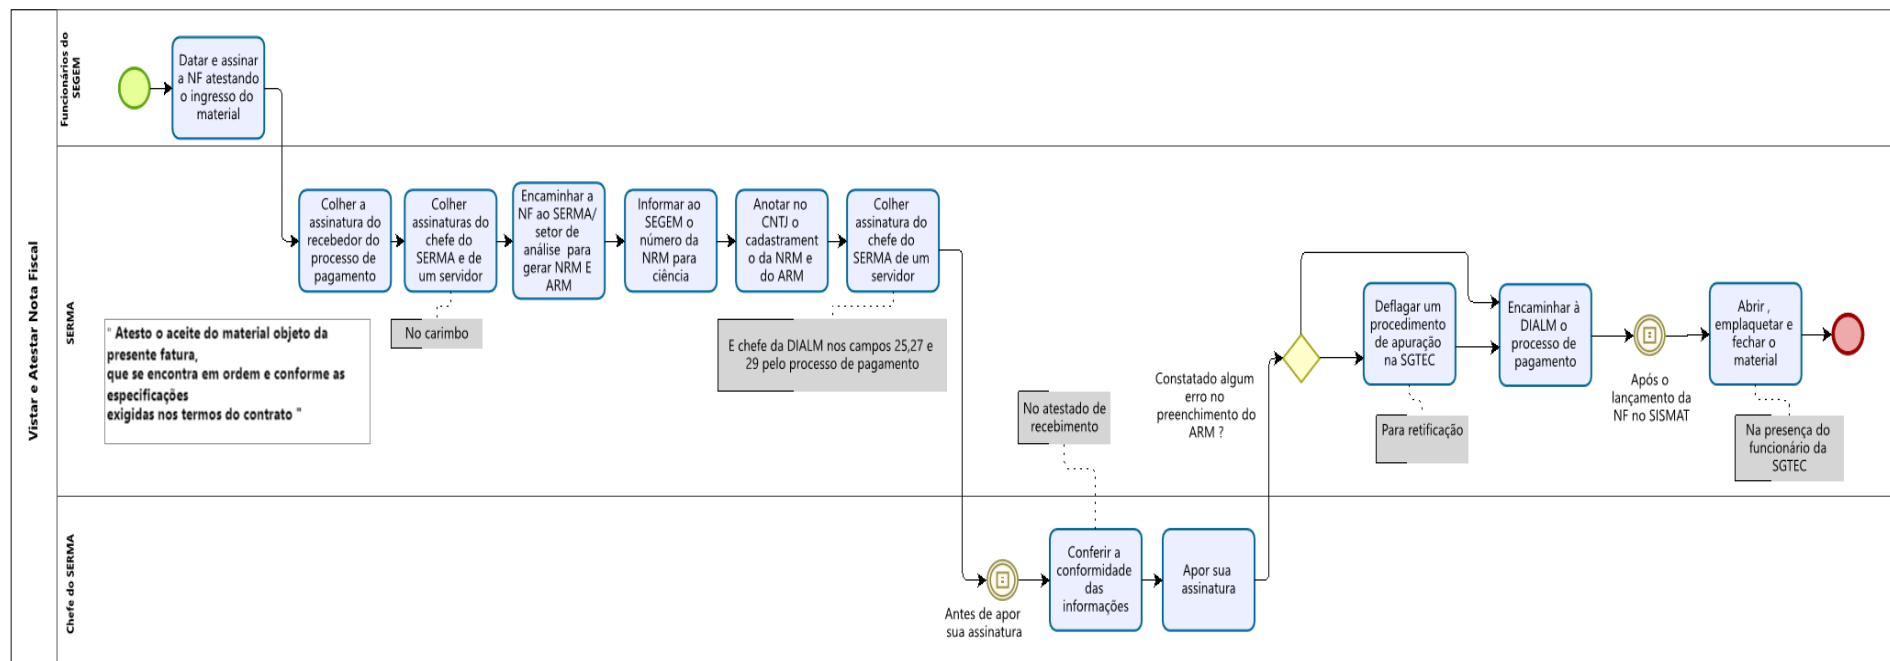 Vistar e Atestar Nota Fiscal
Funcionários do
SEGEM
Datar e assinar
a NF atestando
o ingresso do
material
SERMA
Colher a
assinatura do
recebedor do
processo de
pagamento
Colher
assinaturas do
chefe do
SERMA e de
um servidor
Encaminhar a
NF ao SERMA/
setor de
análise para
gerar NRM E
ARM
Informar ao
SEGEM o
número da
NRM para
ciência
Anotar no
CNTJ o
cadastrament
o da NRM e
do ARM
Colher
assinatura do
chefe do
SERMA de um
servidor
" Atesto o aceite do material objeto da
presente fatura,
que se encontra em ordem e conforme as
especificações
exigidas nos termos do contrato "
No carimbo
E chefe da DIALM nos campos 25,27 e
29 pelo processo de pagamento
No atestado de
recebimento
Constatado algum
erro no
preenchimento do
ARM ?
Deflagar um
procedimento
de apuração
na SGTEC
Para retificação
Encaminhar à
DIALM o
processo de
pagamento
Após o
lançamento da
NF no SISMAT
Abrir ,
emplaquetar e
fechar o
material
Na presença do
funcionário da
SGTEC
Chefe do SERMA
Antes de apor
sua assinatura
Conferir a
conformidade
das
informações
Apor sua
assinatura